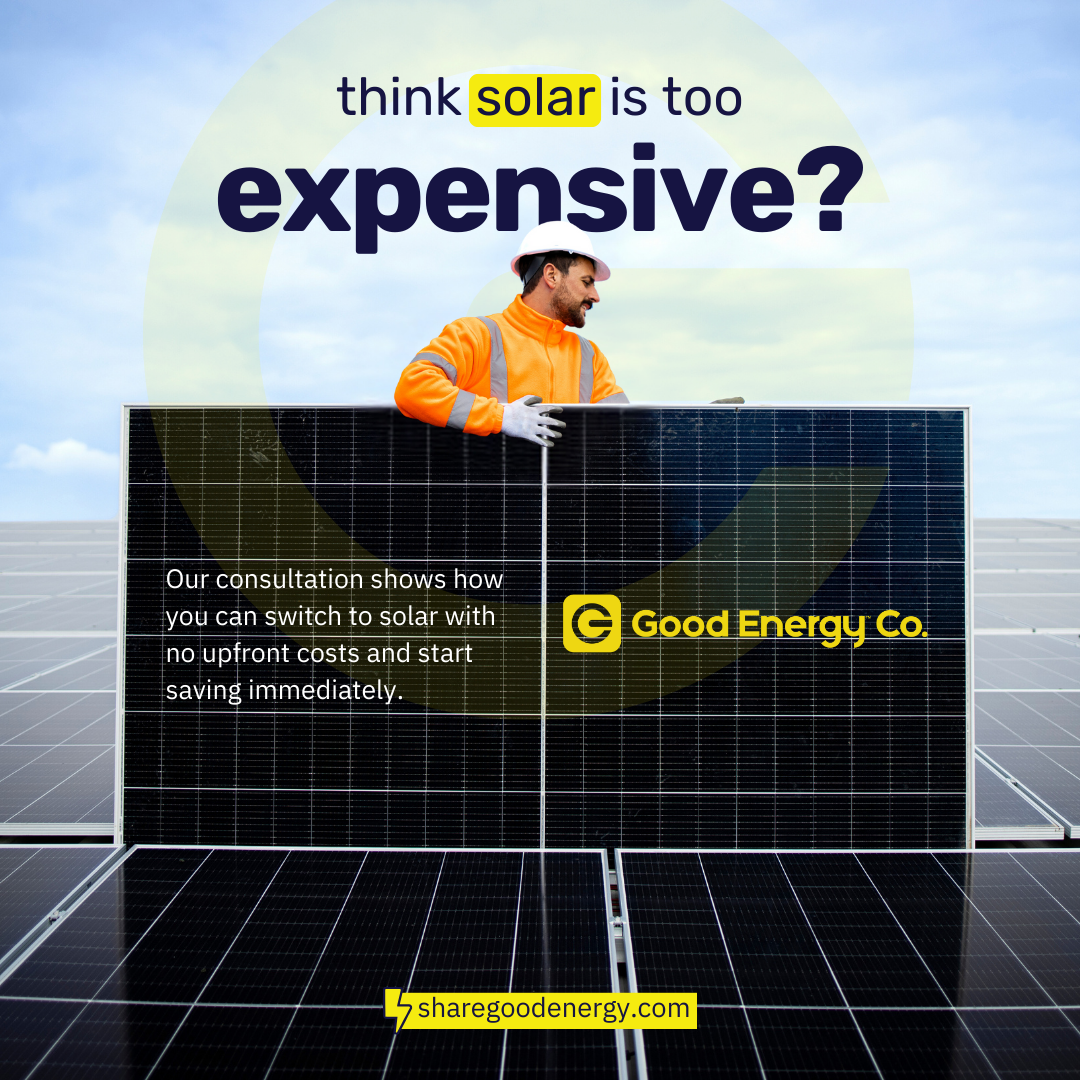 think solar is too
expensive?
Our consultation shows how
you can switch to solar with
no upfront costs and start
saving immediately.
Good Energy Co.
sharegoodenergy.com